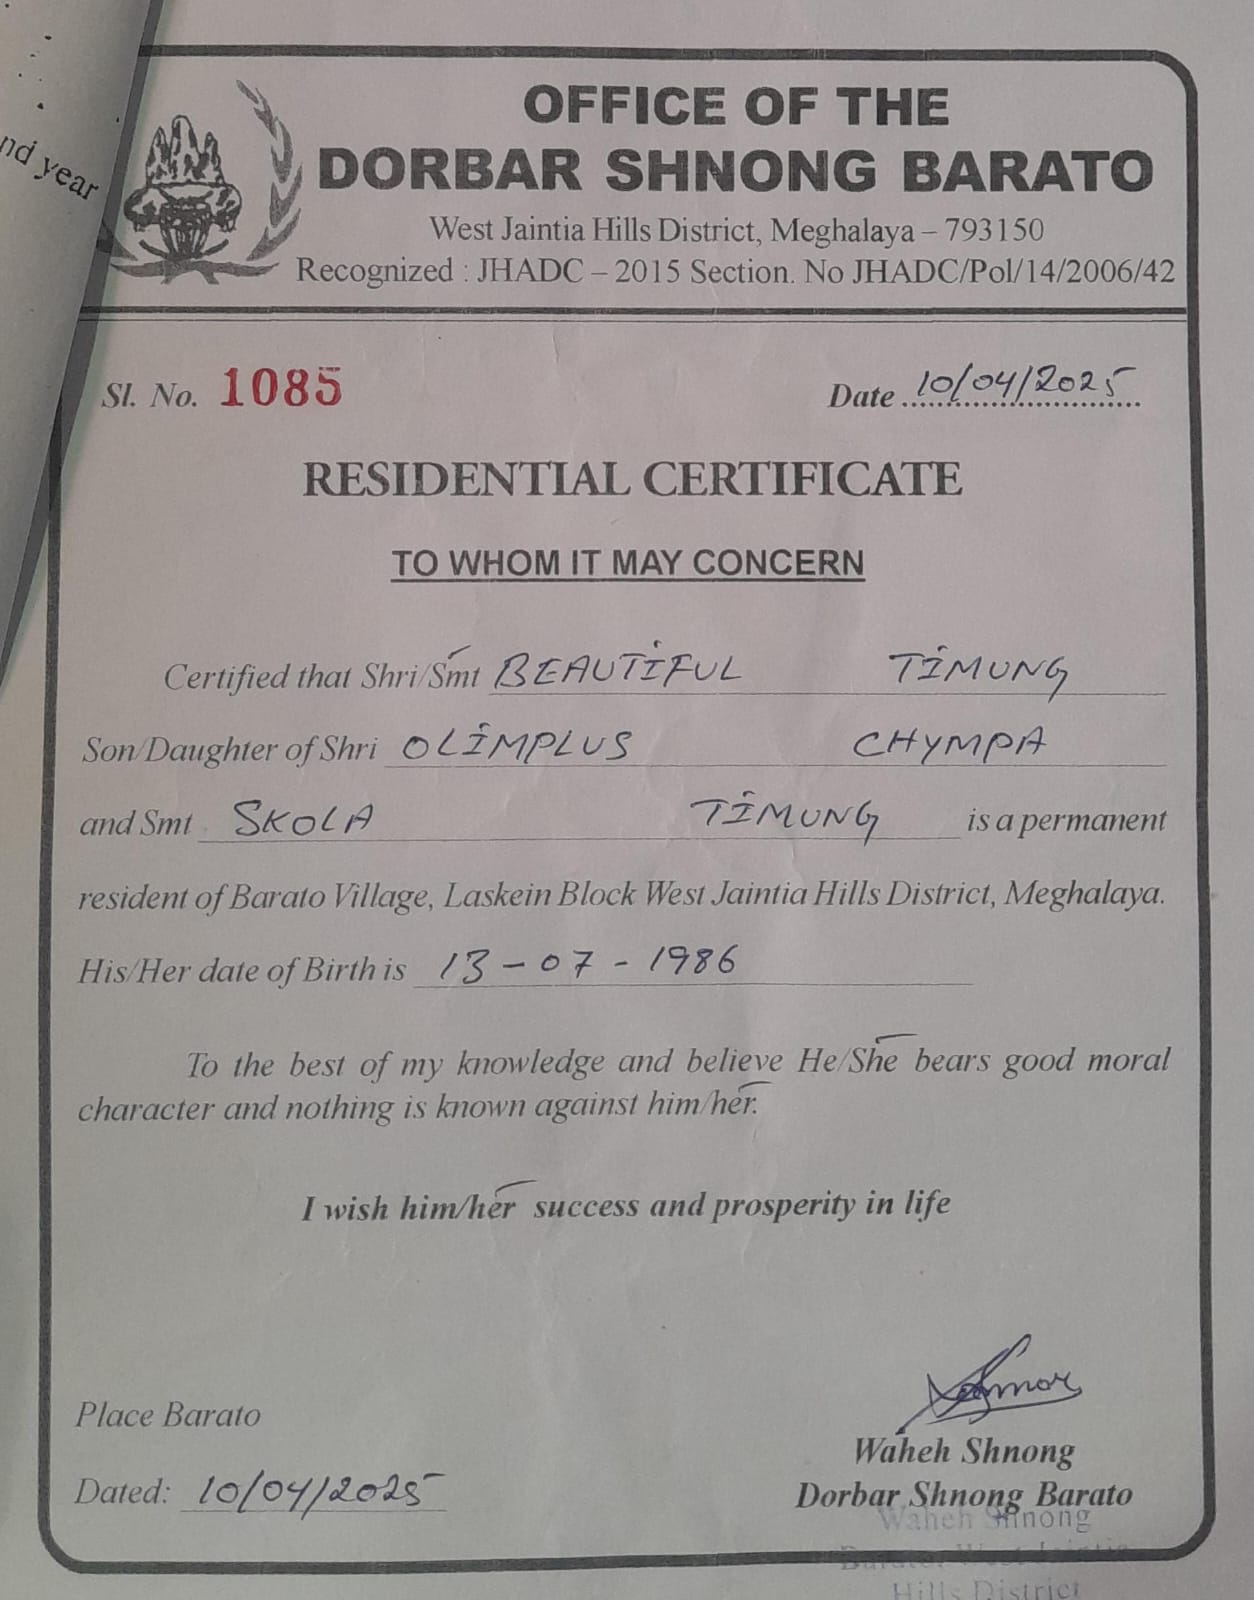 nd year
OFFICE OF THE
DORBAR SHNONG BARATO
West Jaintia Hills District, Meghalaya – 793150
Recognized : JHADC – 2015 Section. No JHADC/Pol/14/2006/42
Sl. No. 1085 Date 10/04/2025
RESIDENTIAL CERTIFICATE
TO WHOM IT MAY CONCERN
Certified that Shri/Smt BEAUTIFUL TIMUNG
Son/Daughter of Shri OLIMPLUS CHYMPA
and Smt SKOLA TIMUNG is a permanent
resident of Barato Village, Laskein Block West Jaintia Hills District, Meghalaya.
His/Her date of Birth is 13-07-1986
To the best of my knowledge and believe He/She bears good moral
character and nothing is known against him/her.
I wish him/her success and prosperity in life
Place Barato
Waheh Shnong
Dated: 10/04/2025
Dorbar Shnong Barato
Waheh Shnong
Barato, West Jaintia
Hills District